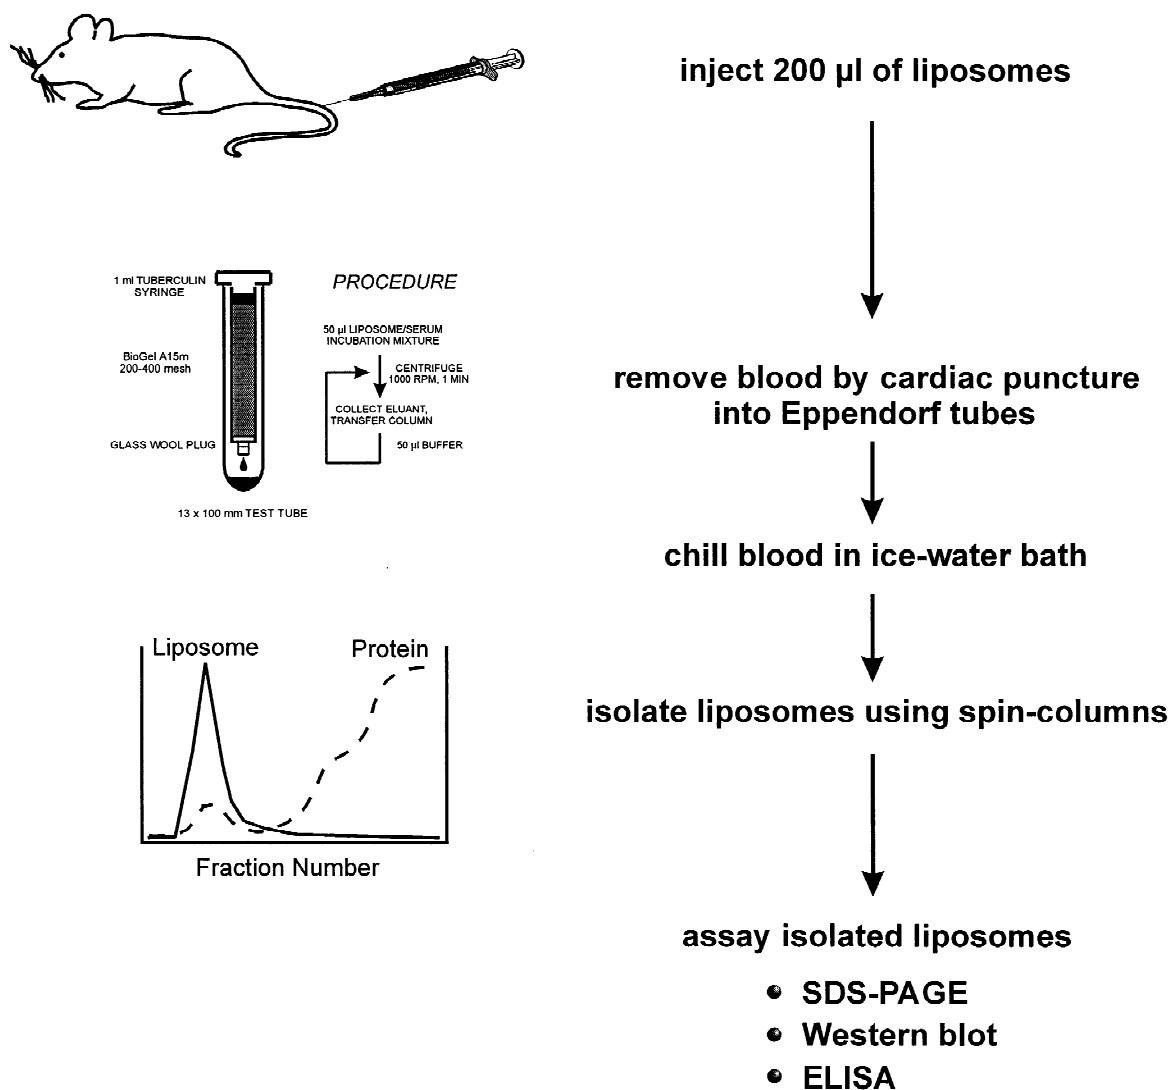 inject 200 µl of liposomes
1 ml TUBERCULIN
SYRINGE
BioGel A15m
200-400 mesh
GLASS WOOL PLUG
13 x 100 mm TEST TUBE
PROCEDURE
50 µl LIPOSOME/SERUM
INCUBATION MIXTURE
CENTRIFUGE
1000 RPM, 1 MIN
COLLECT ELUANT,
TRANSFER COLUMN
50 µl BUFFER
remove blood by cardiac puncture
into Eppendorf tubes
chill blood in ice-water bath
Liposome
Protein
Fraction Number
isolate liposomes using spin-columns
assay isolated liposomes
SDS-PAGE
Western blot
ELISA